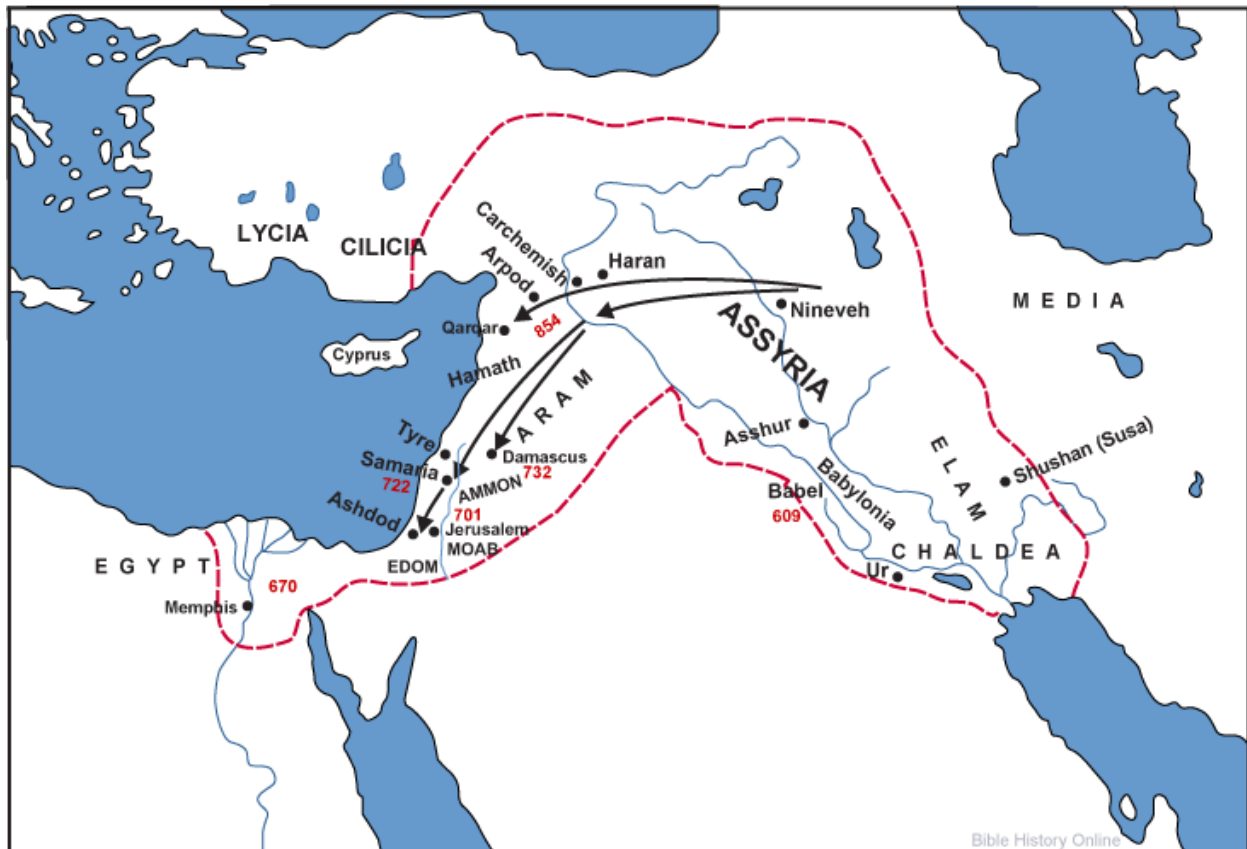 LYCIA
CILICIA
Carchemish
Arpod
Haran
Nineveh
MEDIA
ASSYRIA
Qarqar
854
Cyprus
Hamath
ARAM
Asshur
Tyre
Damascus
732
Samaria
722
AMMON
701
ELAM
Shushan (Susa)
Babel
609
Babylonia
Ashdod
Jerusalem
MOAB
EDOM
CHALDEA
Ur
EGYPT
670
Memphis
Bible History Online